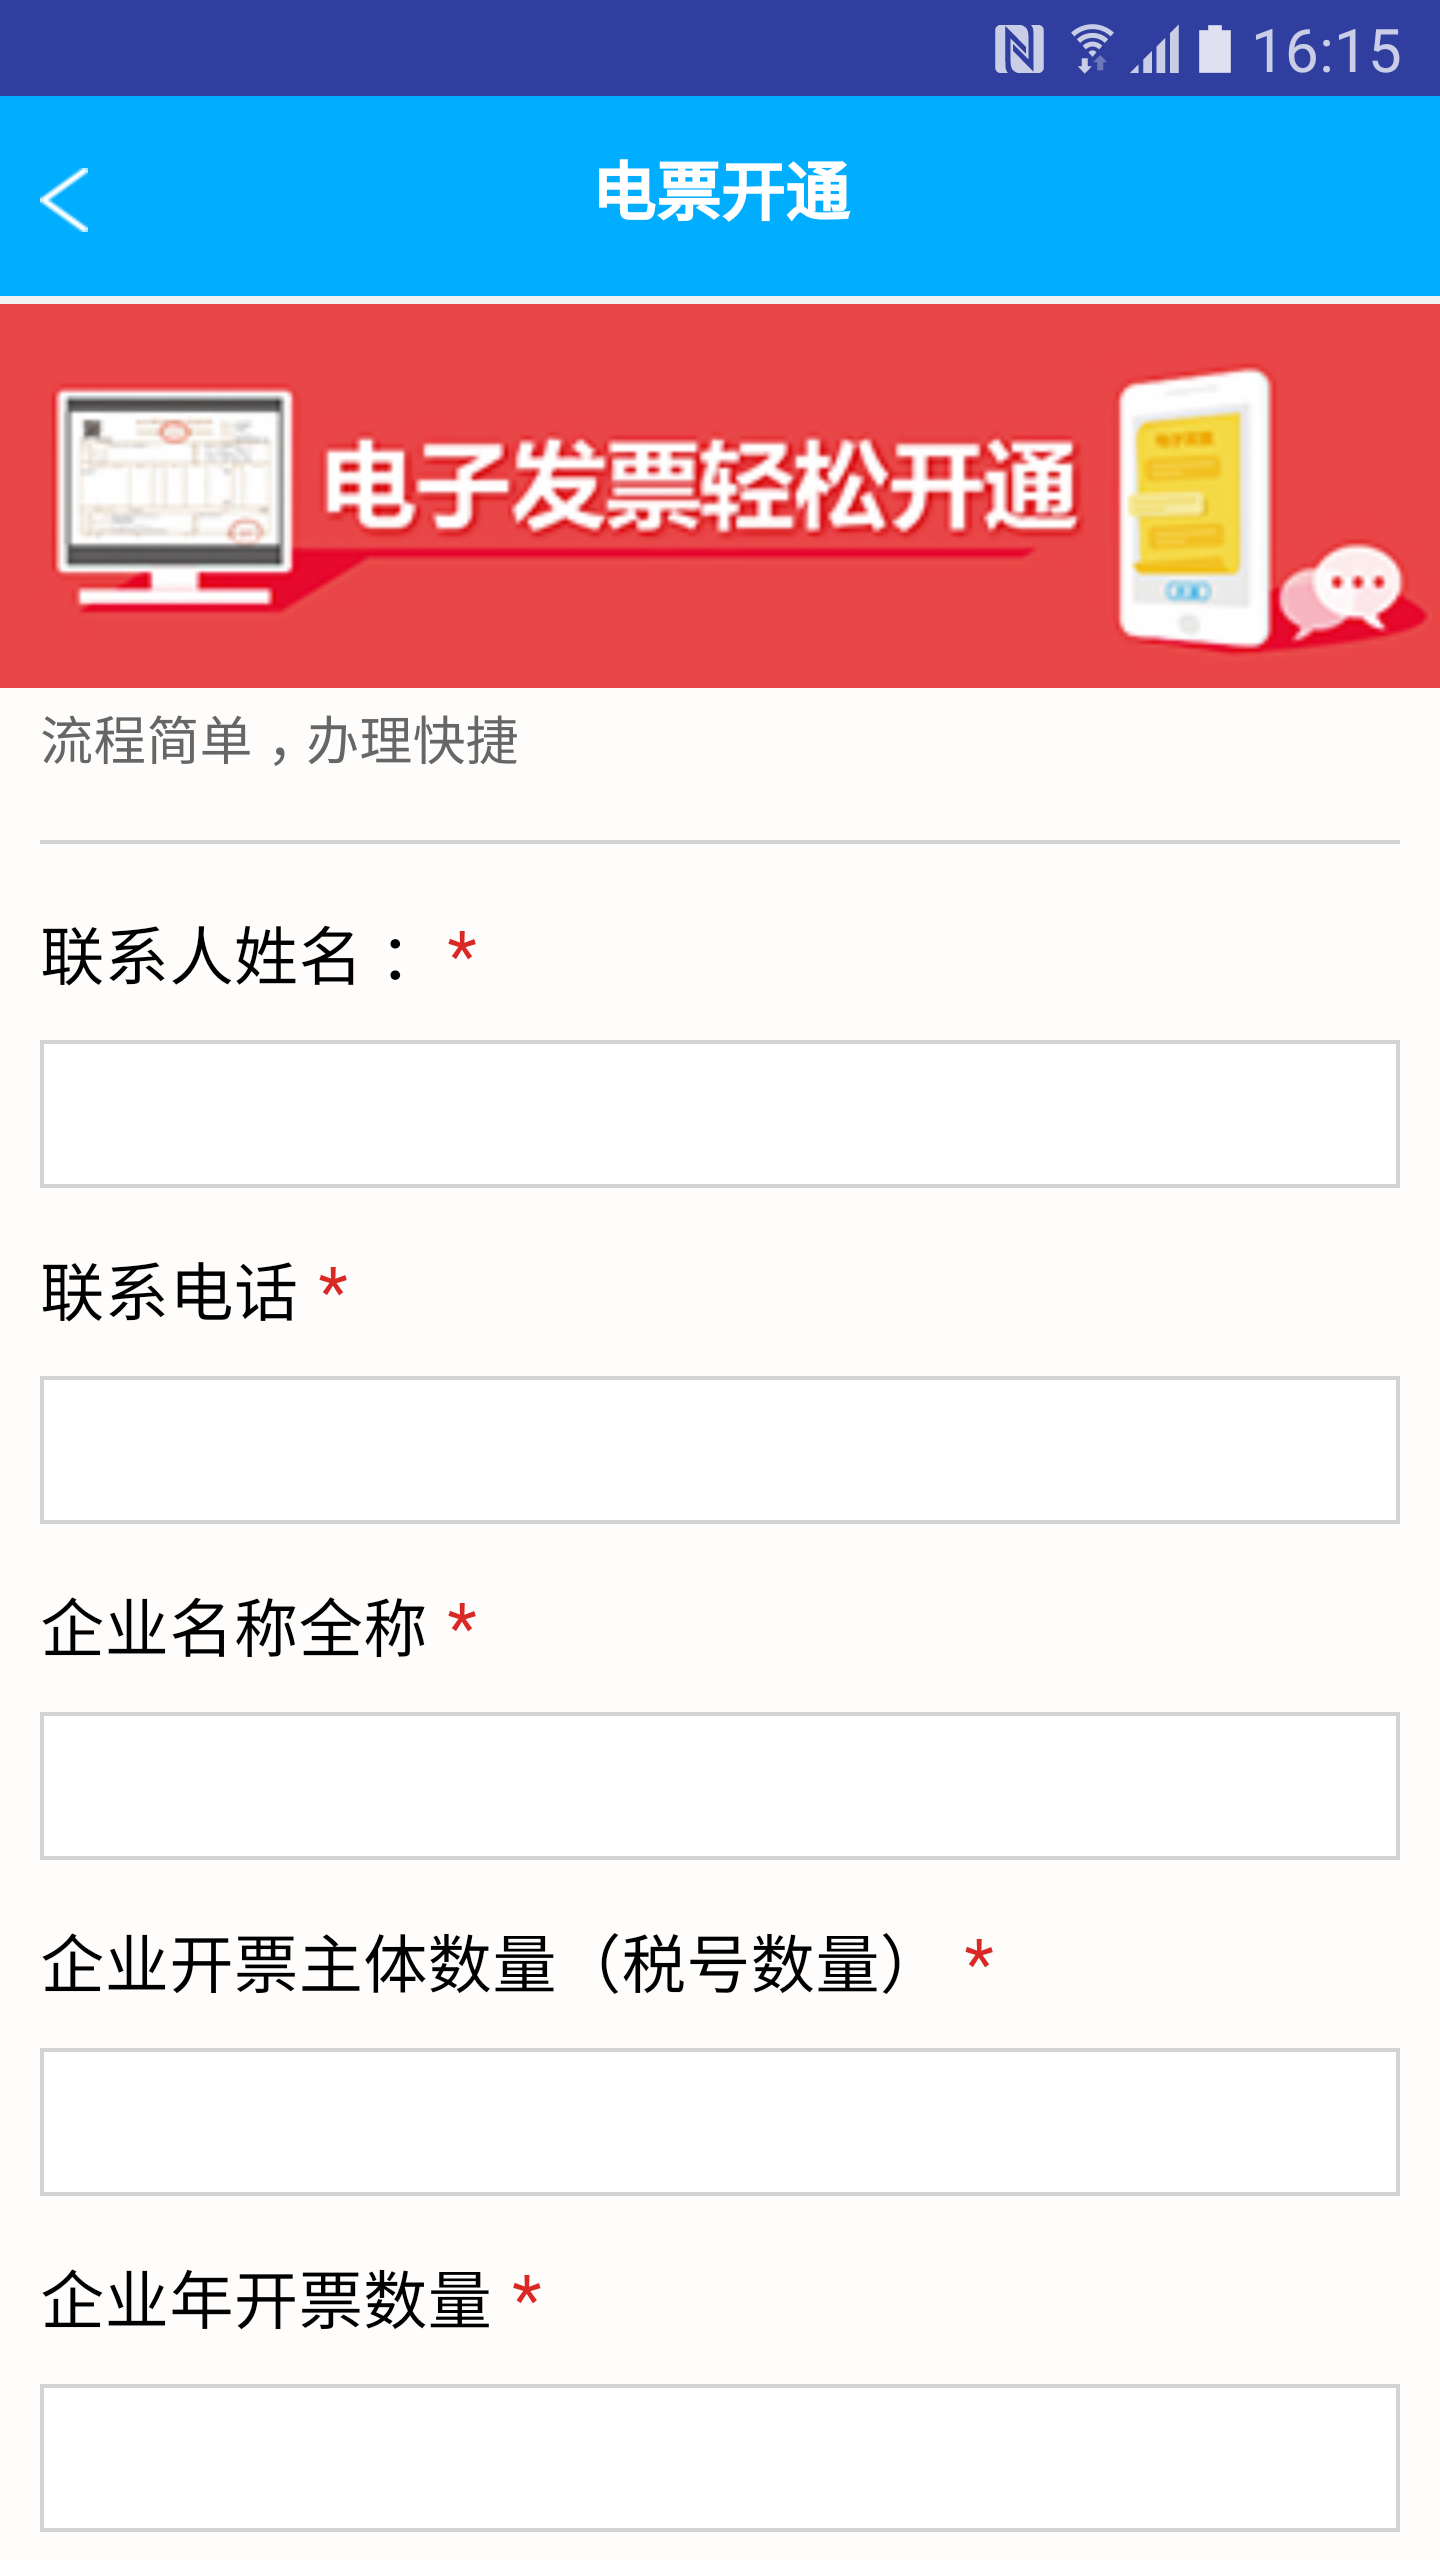 16:15
电票开通
电子发票轻松开通
流程简单，办理快捷
联系人姓名： *
联系电话 *
企业名称全称 *
企业开票主体数量（税号数量） *
企业年开票数量 *